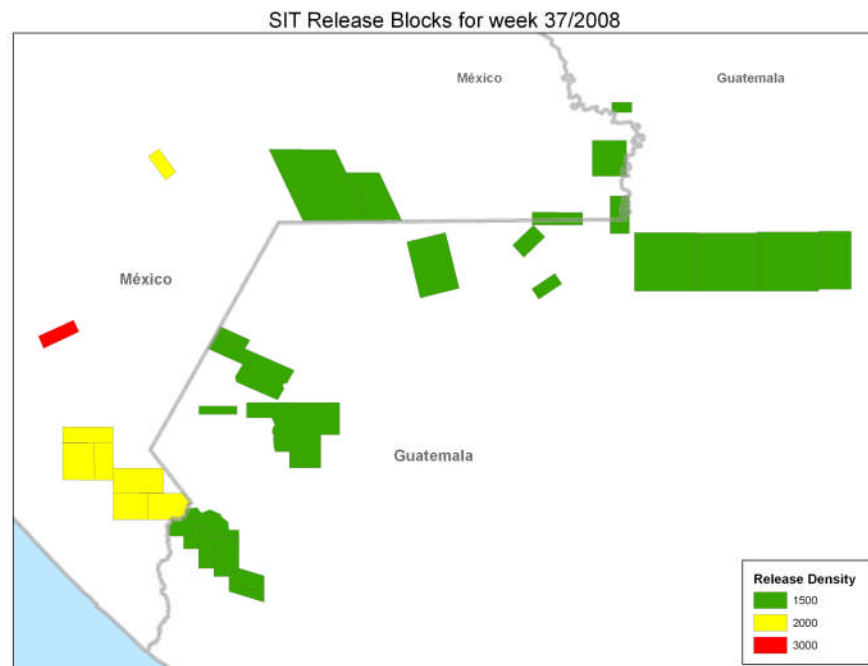 SIT Release Blocks for week 37/2008
México
Guatemala
México
Guatemala
Release Density
1500
2000
3000